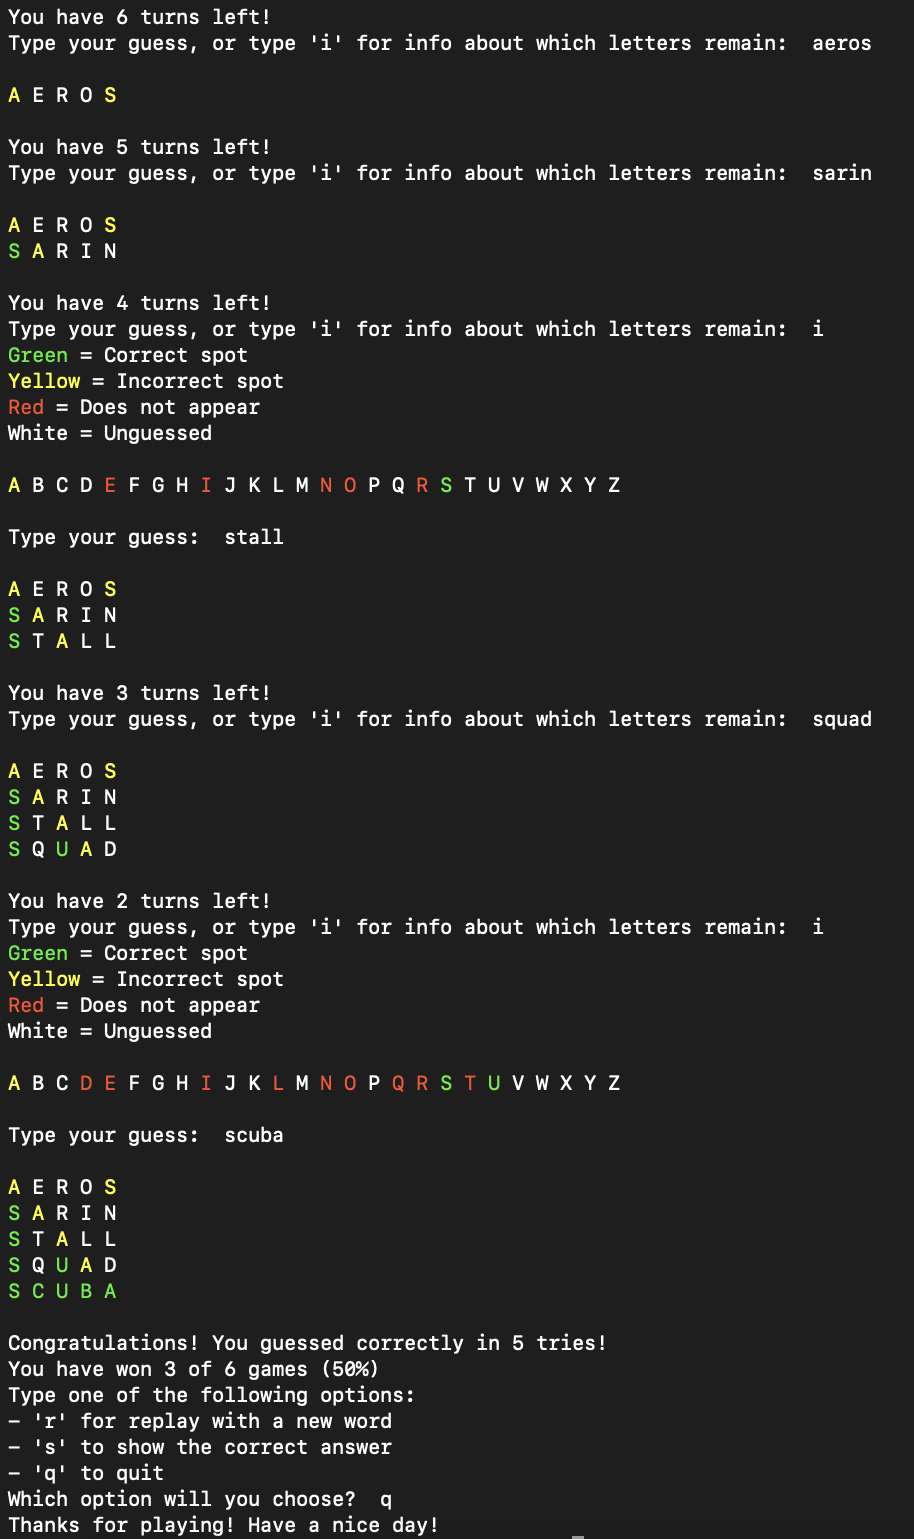 You have 6 turns left!
Type your guess, or type 'i' for info about which letters remain:  aeros
A E R O S
You have 5 turns left!
Type your guess, or type 'i' for info about which letters remain:  sarin
A E R O S
S A R I N
You have 4 turns left!
Type your guess, or type 'i' for info about which letters remain:  i
Green = Correct spot
Yellow = Incorrect spot
Red = Does not appear
White = Unguessed
A B C D E F G H I J K L M N O P Q R S T U V W X Y Z
Type your guess:  stall
A E R O S
S A R I N
S T A L L
You have 3 turns left!
Type your guess, or type 'i' for info about which letters remain:  squad
A E R O S
S A R I N
S T A L L
S Q U A D
You have 2 turns left!
Type your guess, or type 'i' for info about which letters remain:  i
Green = Correct spot
Yellow = Incorrect spot
Red = Does not appear
White = Unguessed
A B C D E F G H I J K L M N O P Q R S T U V W X Y Z
Type your guess:  scuba
A E R O S
S A R I N
S T A L L
S Q U A D
S C U B A
Congratulations! You guessed correctly in 5 tries!
You have won 3 of 6 games (50%)
Type one of the following options:
– 'r' for replay with a new word
– 's' to show the correct answer
– 'q' to quit
Which option will you choose?  q
Thanks for playing! Have a nice day!